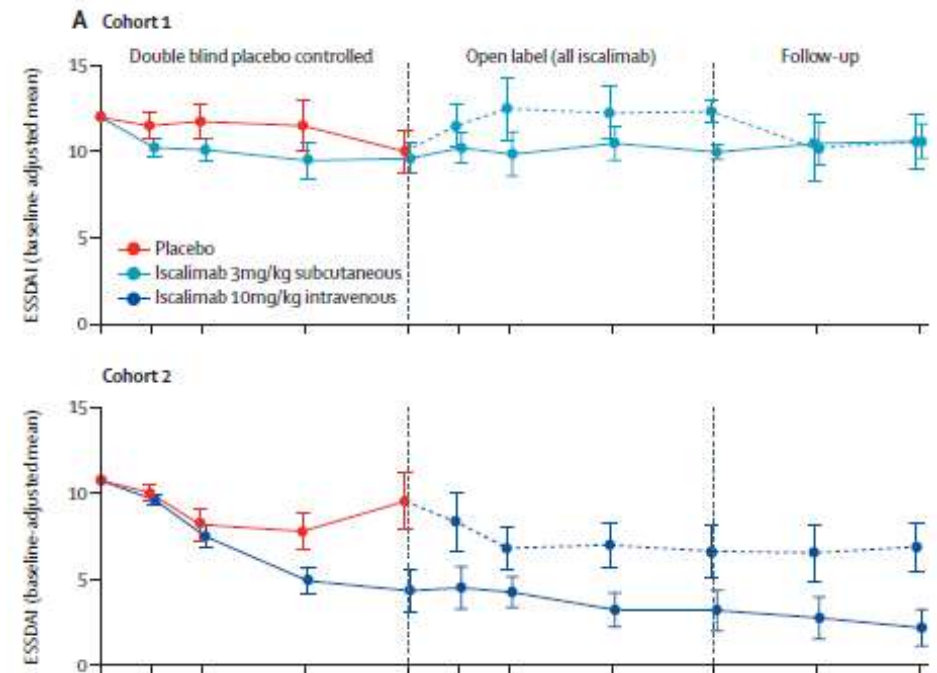 A Cohort 1
Double blind placebo controlled
Open label (all iscalimab)
Follow-up
ESSDAI (baseline-adjusted mean)
15
10
5
0
Placebo
Iscalimab 3mg/kg subcutaneous
Iscalimab 10mg/kg intravenous
Cohort 2
ESSDAI (baseline-adjusted mean)
15
10
5
0